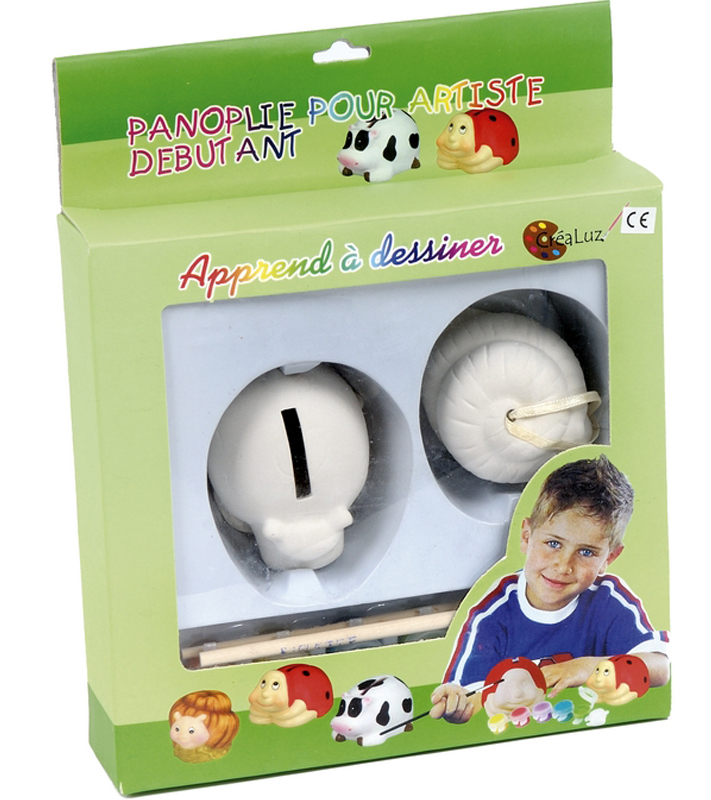 PANOPLIE POUR ARTISTE
DEBUTANT
Apprend à dessiner
CréaLuz
CE